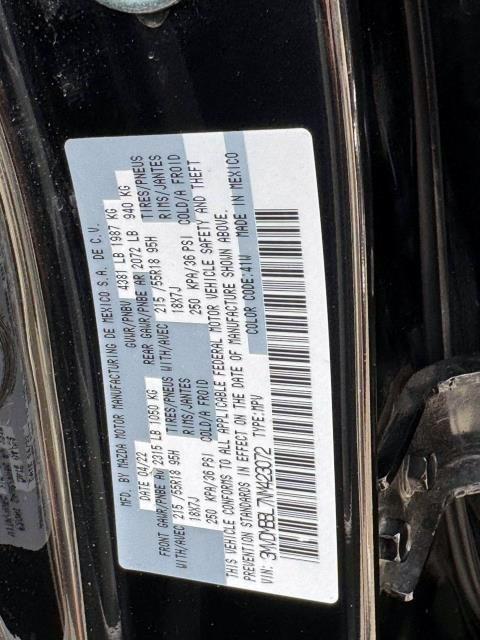 MFD. BY MAZDA MOTOR MANUFACTURING DE MEXICO S.A. DE C.V.
DATE 04/22 GVWR/PNBV 4381 LB 1987 KG
FRONT GAWR/PNBE AV 2315 LB 1050 KG REAR GAWR/PNBE AR 2072 LB 940 KG
WITH/AVEC 215 /55R18 95H TIRES/PNEUS WITH/AVEC 215 /55R18 95H TIRES/PNEUS
18X7J RIMS/JANTES 18X7J RIMS/JANTES
250 KPA/36 PSI COLD/A FROID 250 KPA/36 PSI COLD/A FROID
THIS VEHICLE CONFORMS TO ALL APPLICABLE FEDERAL MOTOR VEHICLE SAFETY AND THEFT
PREVENTION STANDARDS IN EFFECT ON THE DATE OF MANUFACTURE SHOWN ABOVE.
TYPE:MPV COLOR CODE:41W MADE IN MEXICO
VIN: